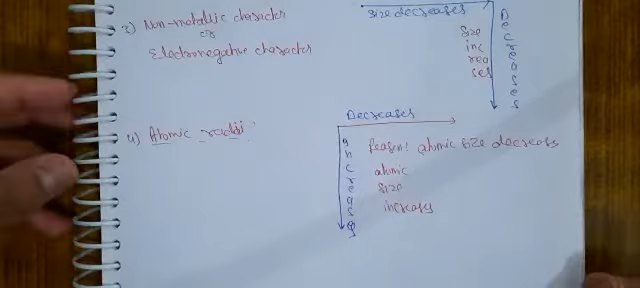 3) Non-metallic character
or
Electronegative character
size decreases
size
inc
rea
ses
Decreases
4) Atomic radii
Decreases
Increases
Reason: atomic size decreases
atomic
size
increases